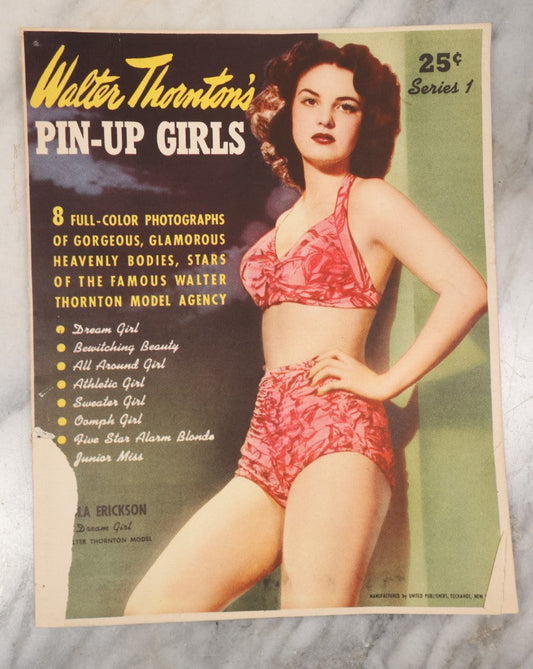 Walter Thornton's
PIN-UP GIRLS
25¢
Series 1
8 FULL-COLOR PHOTOGRAPHS
OF GORGEOUS, GLAMOROUS
HEAVENLY BODIES, STARS
OF THE FAMOUS WALTER
THORNTON MODEL AGENCY
Dream Girl
Bewitching Beauty
All Around Girl
Athletic Girl
Sweater Girl
Oomph Girl
Five Star Alarm Blonde
Junior Miss
ERICKSON
Dream Girl
THORNTON MODEL
MANUFACTURED by UNITED PUBLISHERS, TUCKAHOE, NEW